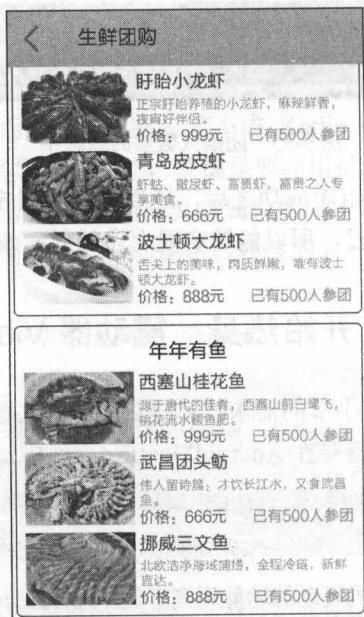 生鲜团购
盱眙小龙虾
正宗盱眙养殖的小龙虾，麻辣鲜香，
夜宵好伴侣。
价格：999元 已有500人参团
青岛皮皮虾
虾蛄、濑尿虾、富贵虾，富贵之人专
享美食。
价格：666元 已有500人参团
波士顿大龙虾
舌尖上的美味，肉质鲜嫩，唯有波士
顿大龙虾。
价格：888元 已有500人参团
年年有鱼
西塞山桂花鱼
源于唐代的佳肴，西塞山前白鹭飞，
桃花流水鳜鱼肥。
价格：999元 已有500人参团
武昌团头鲂
伟人留诗篇：才饮长江水，又食武昌
鱼。
价格：666元 已有500人参团
挪威三文鱼
北欧洁净海域捕捞，全程冷链，新鲜
直达。
价格：888元 已有500人参团